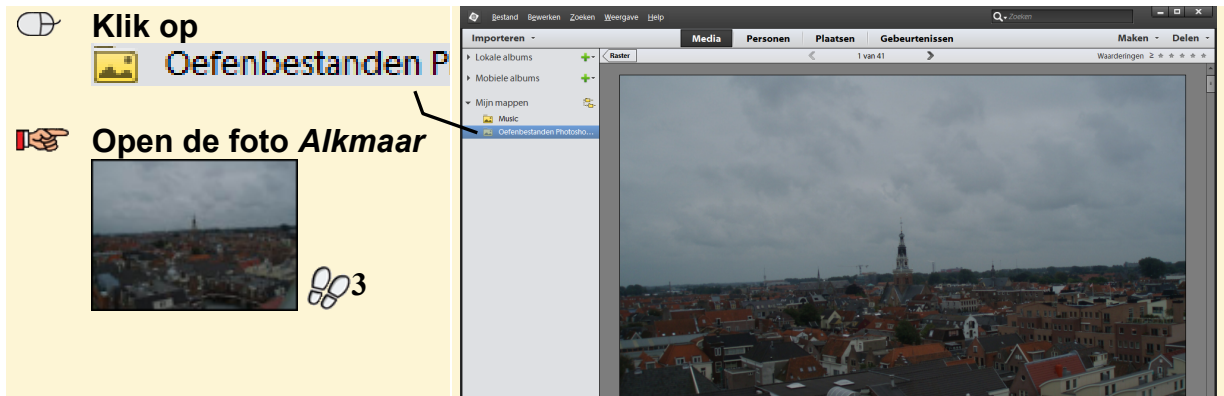 Klik op
Oefenbestanden P
Open de foto Alkmaar
3
Bestand Bewerken Zoeken Weergave Help
Zoeken
Importeren
Media Personen Plaatsen Gebeurtenissen
Maken Delen
Lokale albums
Raster
1 van 41
Waarderingen ≥
Mobiele albums
Mijn mappen
Music
Oefenbestanden Photosho...